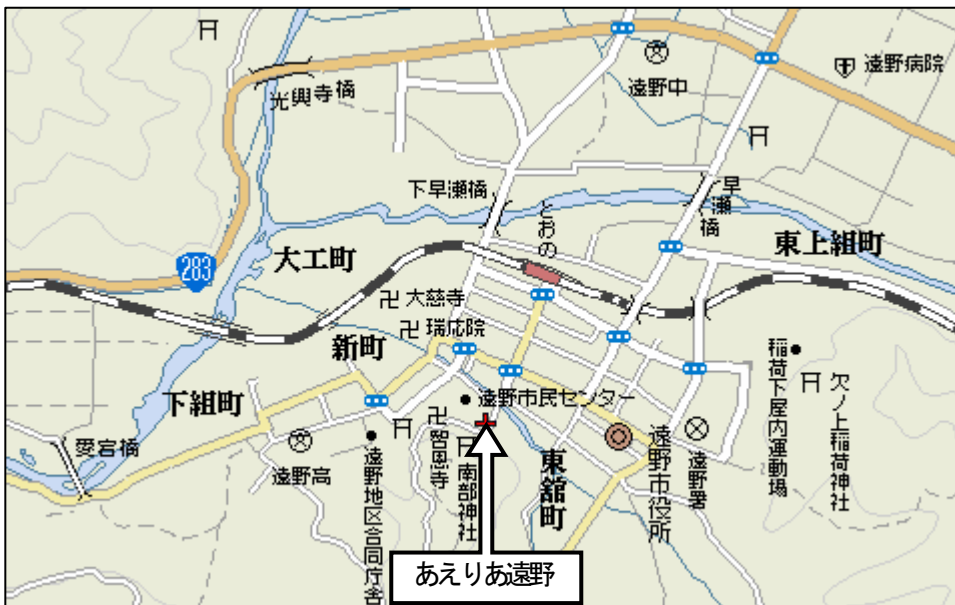 光興寺橋
遠野中
遠野病院
下早瀬橋
とおの
早瀬橋
東上組町
283
大工町
大慈寺
瑞応院
新町
下組町
遠野市民センター
稲荷下屋内運動場
欠ノ上稲荷神社
愛宕橋
遠野高
遠野地区合同庁舎
智恩寺
南部神社
東舘町
遠野市役所
遠野署
あえりあ遠野